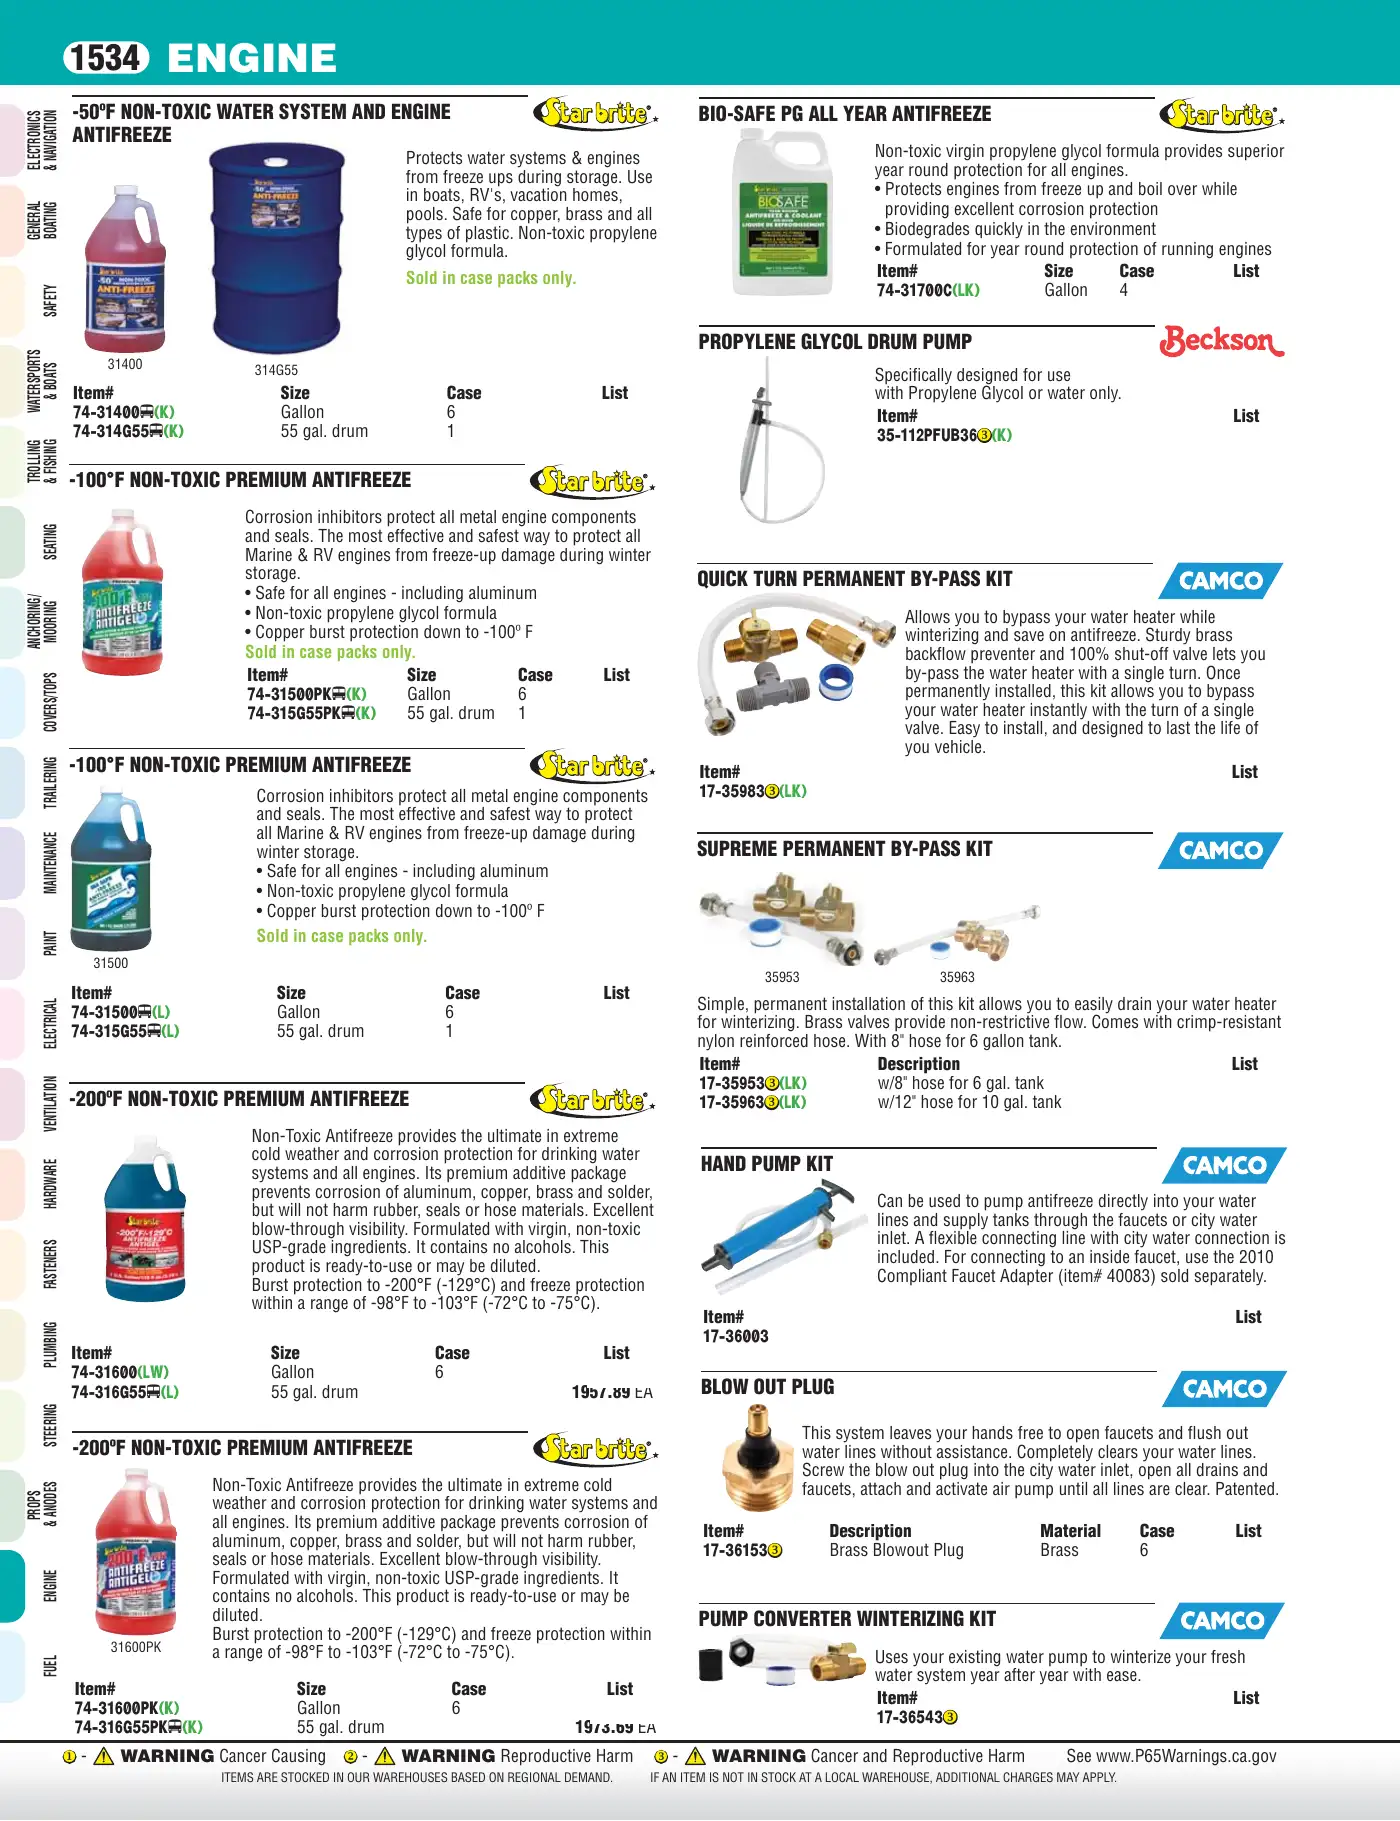 1534 ENGINE
ELECTRONICS
& NAVIGATION
GENERAL
BOATING
SAFETY
WATERSPORTS
& BOATS
TROLLING
& FISHING
SEATING
ANCHORING/
MOORING
COVERS/TOPS
TRAILERING
MAINTENANCE
PAINT
ELECTRICAL
VENTILATION
HARDWARE
FASTENERS
PLUMBING
STEERING
PROPS
& ANODES
ENGINE
FUEL
-50ºF NON-TOXIC WATER SYSTEM AND ENGINE
ANTIFREEZE
Star brite
Protects water systems & engines
from freeze ups during storage. Use
in boats, RV's, vacation homes,
pools. Safe for copper, brass and all
types of plastic. Non-toxic propylene
glycol formula.
Sold in case packs only.
31400
314G55
Item# Size Case List
74-31400(K) Gallon 6
74-314G55(K) 55 gal. drum 1
-100°F NON-TOXIC PREMIUM ANTIFREEZE
Star brite
Corrosion inhibitors protect all metal engine components
and seals. The most effective and safest way to protect all
Marine & RV engines from freeze-up damage during winter
storage.
• Safe for all engines - including aluminum
• Non-toxic propylene glycol formula
• Copper burst protection down to -100º F
Sold in case packs only.
Item# Size Case List
74-31500PK(K) Gallon 6
74-315G55PK(K) 55 gal. drum 1
-100°F NON-TOXIC PREMIUM ANTIFREEZE
Star brite
Corrosion inhibitors protect all metal engine components
and seals. The most effective and safest way to protect
all Marine & RV engines from freeze-up damage during
winter storage.
• Safe for all engines - including aluminum
• Non-toxic propylene glycol formula
• Copper burst protection down to -100º F
Sold in case packs only.
31500
Item# Size Case List
74-31500(L) Gallon 6
74-315G55(L) 55 gal. drum 1
-200ºF NON-TOXIC PREMIUM ANTIFREEZE
Star brite
Non-Toxic Antifreeze provides the ultimate in extreme
cold weather and corrosion protection for drinking water
systems and all engines. Its premium additive package
prevents corrosion of aluminum, copper, brass and solder,
but will not harm rubber, seals or hose materials. Excellent
blow-through visibility. Formulated with virgin, non-toxic
USP-grade ingredients. It contains no alcohols. This
product is ready-to-use or may be diluted.
Burst protection to -200°F (-129°C) and freeze protection
within a range of -98°F to -103°F (-72°C to -75°C).
Item# Size Case List
74-31600(LW) Gallon 6
74-316G55(L) 55 gal. drum 1957.89 EA
-200ºF NON-TOXIC PREMIUM ANTIFREEZE
Star brite
Non-Toxic Antifreeze provides the ultimate in extreme cold
weather and corrosion protection for drinking water systems and
all engines. Its premium additive package prevents corrosion of
aluminum, copper, brass and solder, but will not harm rubber,
seals or hose materials. Excellent blow-through visibility.
Formulated with virgin, non-toxic USP-grade ingredients. It
contains no alcohols. This product is ready-to-use or may be
diluted.
Burst protection to -200°F (-129°C) and freeze protection within
a range of -98°F to -103°F (-72°C to -75°C).
31600PK
Item# Size Case List
74-31600PK(K) Gallon 6
74-316G55PK(K) 55 gal. drum 1973.69 EA
BIO-SAFE PG ALL YEAR ANTIFREEZE
Star brite
BIOSAFE
ANTIFREEZE & COOLANT
LIQUIDE DE REFROIDISSEMENT
Non-toxic virgin propylene glycol formula provides superior
year round protection for all engines.
• Protects engines from freeze up and boil over while
providing excellent corrosion protection
• Biodegrades quickly in the environment
• Formulated for year round protection of running engines
Item# Size Case List
74-31700C(LK) Gallon 4
PROPYLENE GLYCOL DRUM PUMP
Beckson
Specifically designed for use
with Propylene Glycol or water only.
Item# List
35-112PFUB36 3(K)
QUICK TURN PERMANENT BY-PASS KIT
CAMCO
Allows you to bypass your water heater while
winterizing and save on antifreeze. Sturdy brass
backflow preventer and 100% shut-off valve lets you
by-pass the water heater with a single turn. Once
permanently installed, this kit allows you to bypass
your water heater instantly with the turn of a single
valve. Easy to install, and designed to last the life of
you vehicle.
Item# List
17-35983 3(LK)
SUPREME PERMANENT BY-PASS KIT
CAMCO
35953
35963
Simple, permanent installation of this kit allows you to easily drain your water heater
for winterizing. Brass valves provide non-restrictive flow. Comes with crimp-resistant
nylon reinforced hose. With 8" hose for 6 gallon tank.
Item# Description List
17-35953 3(LK) w/8" hose for 6 gal. tank
17-35963 3(LK) w/12" hose for 10 gal. tank
HAND PUMP KIT
CAMCO
Can be used to pump antifreeze directly into your water
lines and supply tanks through the faucets or city water
inlet. A flexible connecting line with city water connection is
included. For connecting to an inside faucet, use the 2010
Compliant Faucet Adapter (item# 40083) sold separately.
Item# List
17-36003
BLOW OUT PLUG
CAMCO
This system leaves your hands free to open faucets and flush out
water lines without assistance. Completely clears your water lines.
Screw the blow out plug into the city water inlet, open all drains and
faucets, attach and activate air pump until all lines are clear. Patented.
Item# Description Material Case List
17-36153 3 Brass Blowout Plug Brass 6
PUMP CONVERTER WINTERIZING KIT
CAMCO
Uses your existing water pump to winterize your fresh
water system year after year with ease.
Item# List
17-36543 3
1 - WARNING Cancer Causing 2 - WARNING Reproductive Harm 3 - WARNING Cancer and Reproductive Harm See www.P65Warnings.ca.gov
ITEMS ARE STOCKED IN OUR WAREHOUSES BASED ON REGIONAL DEMAND. IF AN ITEM IS NOT IN STOCK AT A LOCAL WAREHOUSE, ADDITIONAL CHARGES MAY APPLY.